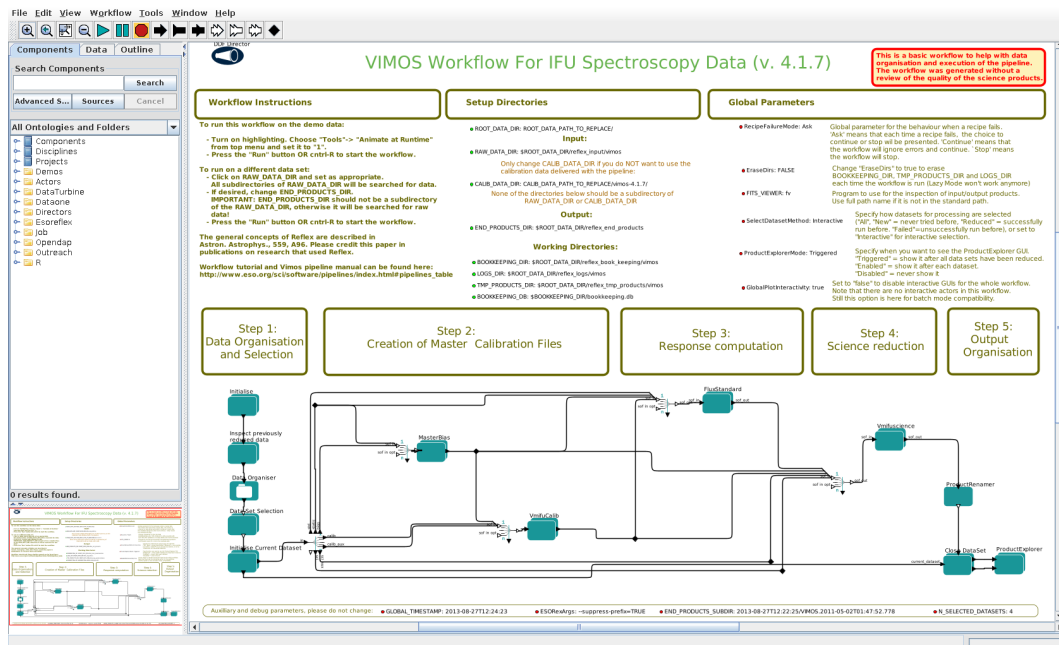 File Edit View Workflow Tools Window Help
Components Data Outline
Search Components
Search
Advanced S... Sources Cancel
All Ontologies and Folders
Components
Disciplines
Projects
Demos
Actors
DataTurbine
Dataone
Directors
Esoreflex
Job
Opendap
Outreach
R
0 results found.
DDF Director
VIMOS Workflow For IFU Spectroscopy Data (v. 4.1.7)
This is a basic workflow to help with data
organisation and execution of the pipeline.
The workflow was generated without a
review of the quality of the science products.
Workflow Instructions
To run this workflow on the demo data:
- Turn on highlighting. Choose "Tools"-> "Animate at Runtime"
from top menu and set it to "1".
- Press the "Run" button OR cntrl-R to start the workflow.
To run on a different data set:
- Click on RAW_DATA_DIR and set as appropriate.
All subdirectories of RAW_DATA_DIR will be searched for data.
- If desired, change END_PRODUCTS_DIR.
IMPORTANT: END_PRODUCTS_DIR should not be a subdirectory
of the RAW_DATA_DIR, otherwise it will be searched for raw
data!
- Press the "Run" button OR cntrl-R to start the workflow.
The general concepts of Reflex are described in
Astron. Astrophys., 559, A96. Please credit this paper in
publications on research that used Reflex.
Workflow tutorial and Vimos pipeline manual can be found here:
http://www.eso.org/sci/software/pipelines/index.html#pipelines_table
Setup Directories
ROOT_DATA_DIR: ROOT_DATA_PATH_TO_REPLACE/
Input:
RAW_DATA_DIR: $ROOT_DATA_DIR/reflex_input/vimos
Only change CALIB_DATA_DIR if you do NOT want to use the
calibration data delivered with the pipeline:
CALIB_DATA_DIR: CALIB_DATA_PATH_TO_REPLACE/vimos-4.1.7/
None of the directories below should be a subdirectory of
RAW_DATA_DIR or CALIB_DATA_DIR
Output:
END_PRODUCTS_DIR: $ROOT_DATA_DIR/reflex_end_products
Working Directories:
BOOKKEEPING_DIR: $ROOT_DATA_DIR/reflex_book_keeping/vimos
LOGS_DIR: $ROOT_DATA_DIR/reflex_logs/vimos
TMP_PRODUCTS_DIR: $ROOT_DATA_DIR/reflex_tmp_products/vimos
BOOKKEEPING_DB: $BOOKKEEPING_DIR/bookkeeping.db
Global Parameters
RecipeFailureMode: Ask
Global parameter for the behaviour when a recipe fails.
'Ask' means that each time a recipe fails, the choice to
continue or stop wil be presented. 'Continue' means that
the workflow will ignore errors and continue. `Stop' means
the workflow will stop.
EraseDirs: FALSE
Change "EraseDirs" to true to erase
BOOKKEEPING_DIR, TMP_PRODUCTS_DIR and LOGS_DIR
each time the workflow is run (Lazy Mode won't work anymore)
FITS_VIEWER: fv
Program to use for the inspection of input/output products.
Use full path name if it is not in the standard path.
SelectDatasetMethod: Interactive
Specify how datasets for processing are selected
("All", "New" = never tried before, "Reduced" = successfully
run before. "Failed"=unsuccessfully run before), or set to
"Interactive" for interactive selection.
ProductExplorerMode: Triggered
Specify when you want to see the ProductExplorer GUI.
"Triggered" = show it after all data sets have been reduced.
"Enabled" = show it after each dataset.
"Disabled" = never show it
GlobalPlotInteractivity: true
Set to "false" to disable interactive GUIs for the whole workflow.
Note that there are no interactive actors in this workflow.
Still this option is here for batch mode compatibility.
Step 1:
Data Organisation
and Selection
Step 2:
Creation of Master Calibration Files
Step 3:
Response computation
Step 4:
Science reduction
Step 5:
Output
Organisation
Initialise
Inspect previously
reduced data
Data Organiser
DataSet Selection
Initialise Current Dataset
MasterBias
VmifuCalib
FluxStandard
Vmifuscience
ProductRenamer
Close DataSet
ProductExplorer
current_dataset
Auxiliary and debug parameters, please do not change:
GLOBAL_TIMESTAMP: 2013-08-27T12:24:23
ESORexArgs: --suppress-prefix=TRUE
END_PRODUCTS_SUBDIR: 2013-08-27T12:22:25/VIMOS.2011-05-02T01:47:52.778
N_SELECTED_DATASETS: 4